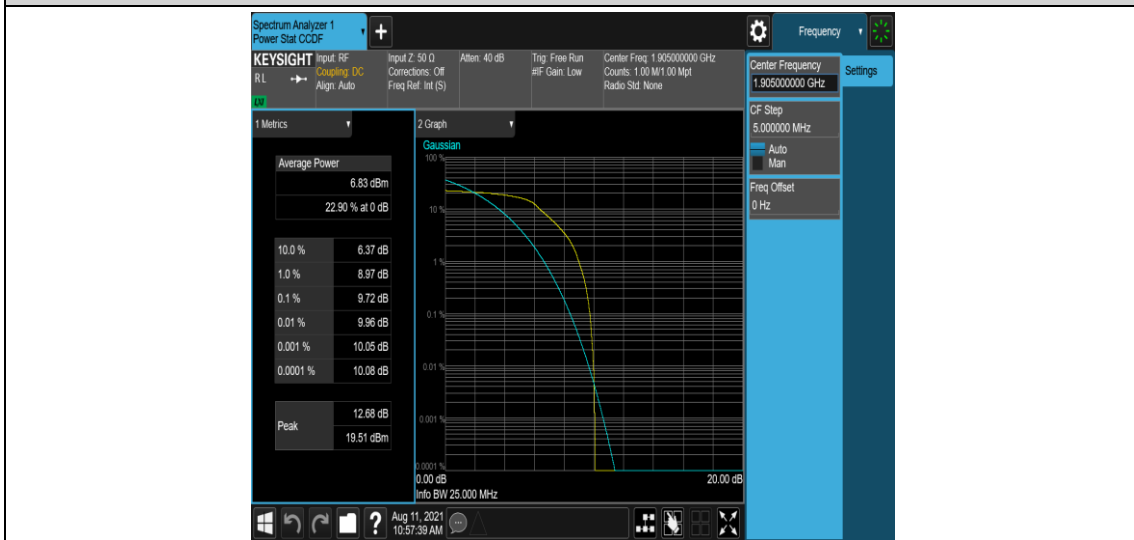 Spectrum Analyzer 1
Power Stat CCDF
+
Frequency
KEYSIGHT
RL
LXI
Input: RF
Coupling: DC
Align: Auto
Input Z: 50 Ω
Corrections: Off
Freq Ref: Int (S)
Atten: 40 dB
Trig: Free Run
#IF Gain: Low
Center Freq: 1.905000000 GHz
Counts: 1.00 M/1.00 Mpt
Radio Std: None
Center Frequency
1.905000000 GHz
Settings
CF Step
5.000000 MHz
Auto
Man
Freq Offset
0 Hz
1 Metrics
Average Power
6.83 dBm
22.90 % at 0 dB
10.0 % 6.37 dB
1.0 % 8.97 dB
0.1 % 9.72 dB
0.01 % 9.96 dB
0.001 % 10.05 dB
0.0001 % 10.08 dB
Peak
12.68 dB
19.51 dBm
2 Graph
Gaussian
100 %
10 %
1 %
0.1 %
0.01 %
0.001 %
0.0001 %
0.00 dB 20.00 dB
Info BW 25.000 MHz
?
Aug 11, 2021
10:57:39 AM